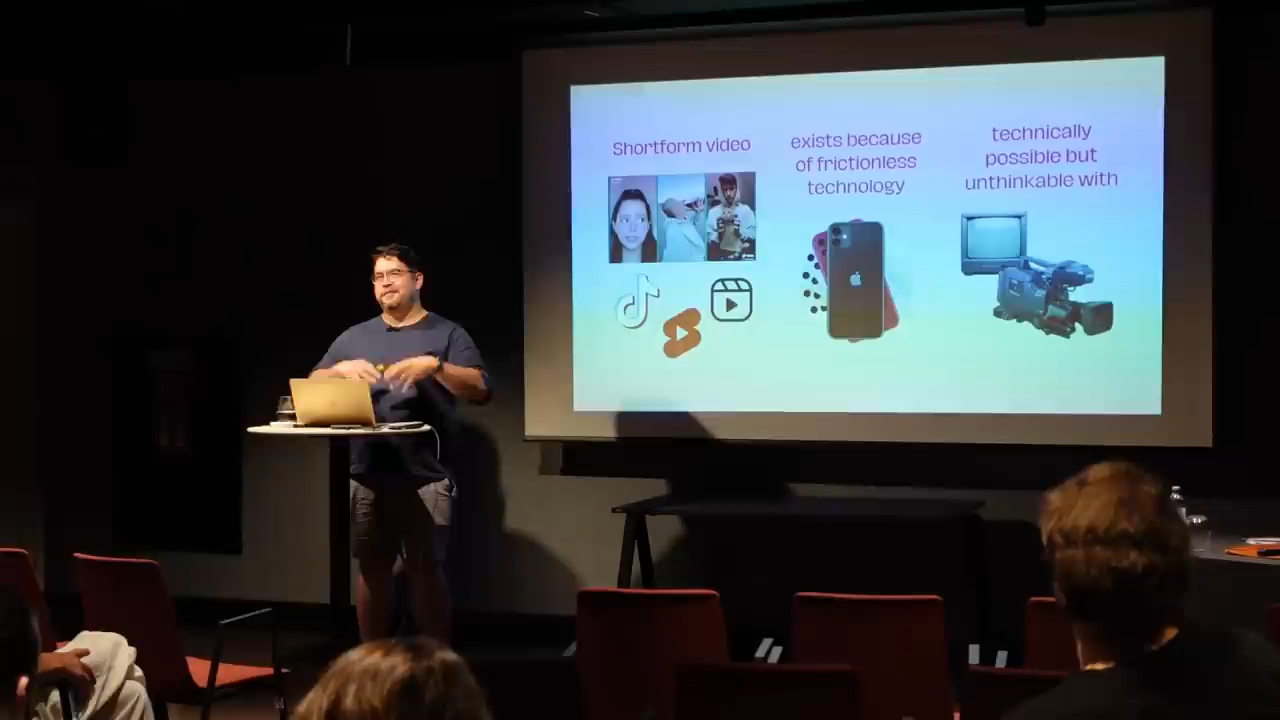 Shortform video
exists because
of frictionless
technology
technically
possible but
unthinkable with